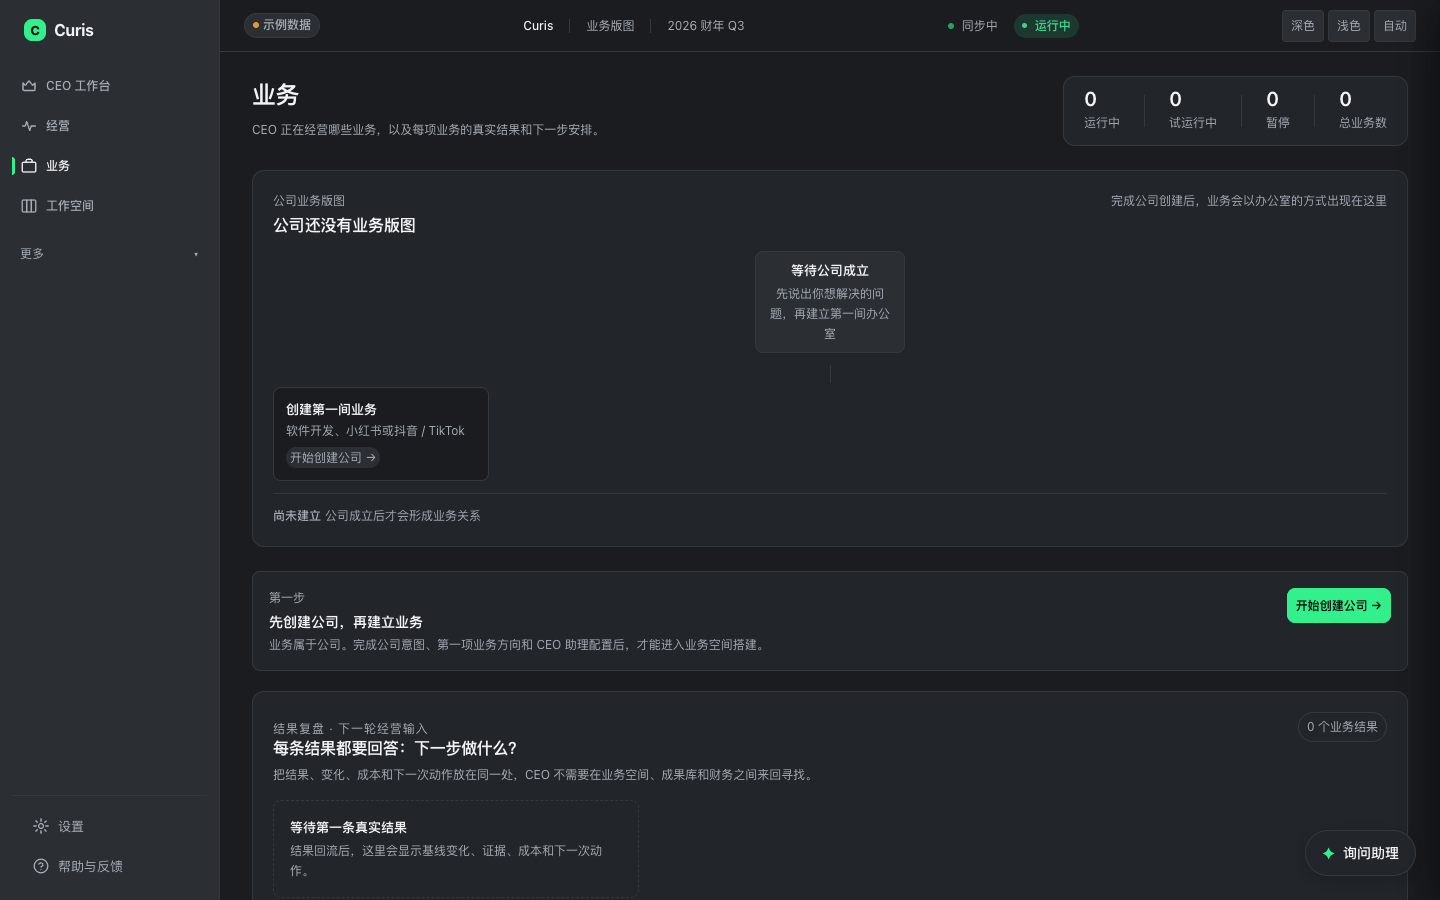 C Curis
CEO 工作台
经营
业务
工作空间
更多
设置
帮助与反馈
示例数据
Curis
业务版图
2026 财年 Q3
同步中
运行中
深色
浅色
自动
业务
CEO 正在经营哪些业务，以及每项业务的真实结果和下一步安排。
0
运行中
0
试运行中
0
暂停
0
总业务数
公司业务版图
公司还没有业务版图
完成公司创建后，业务会以办公室的方式出现在这里
等待公司成立
先说出你想解决的问
题，再建立第一间办公
室
创建第一间业务
软件开发、小红书或抖音 / TikTok
开始创建公司 →
尚未建立 公司成立后才会形成业务关系
第一步
先创建公司，再建立业务
业务属于公司。完成公司意图、第一项业务方向和 CEO 助理配置后，才能进入业务空间搭建。
开始创建公司 →
结果复盘 · 下一轮经营输入
每条结果都要回答：下一步做什么？
把结果、变化、成本和下一次动作放在同一处，CEO 不需要在业务空间、成果库和财务之间来回寻找。
0 个业务结果
等待第一条真实结果
结果回流后，这里会显示基线变化、证据、成本和下一次动
作。
询问助理